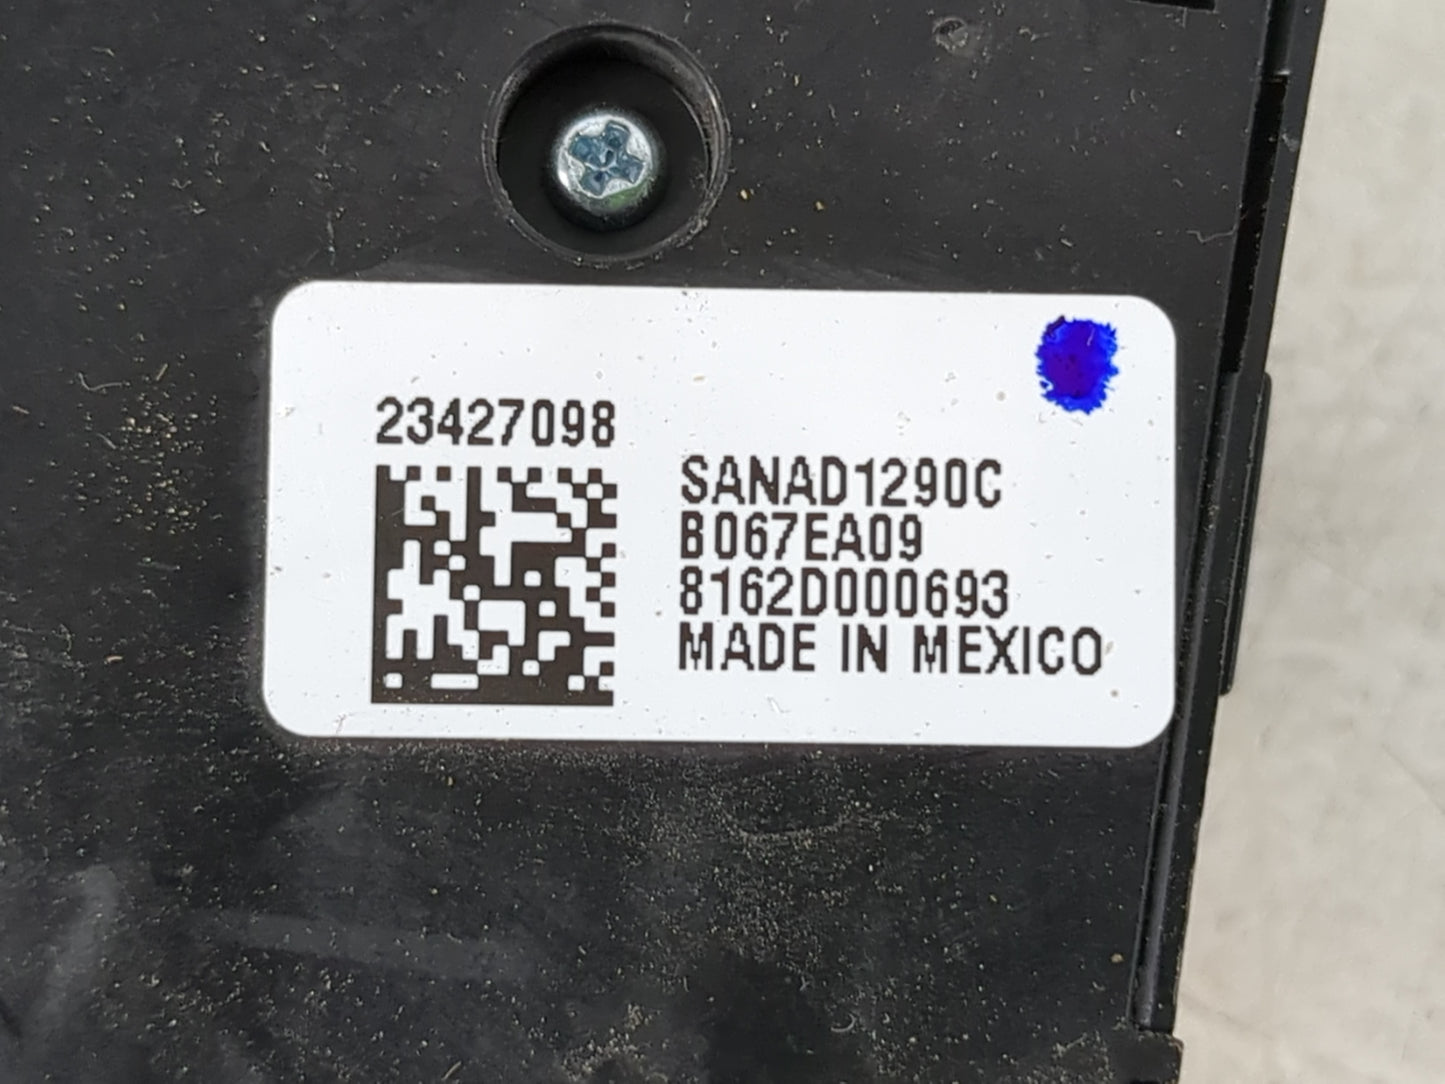 23427098
SANAD1290C
B067EA09
8162D000693
MADE IN MEXICO